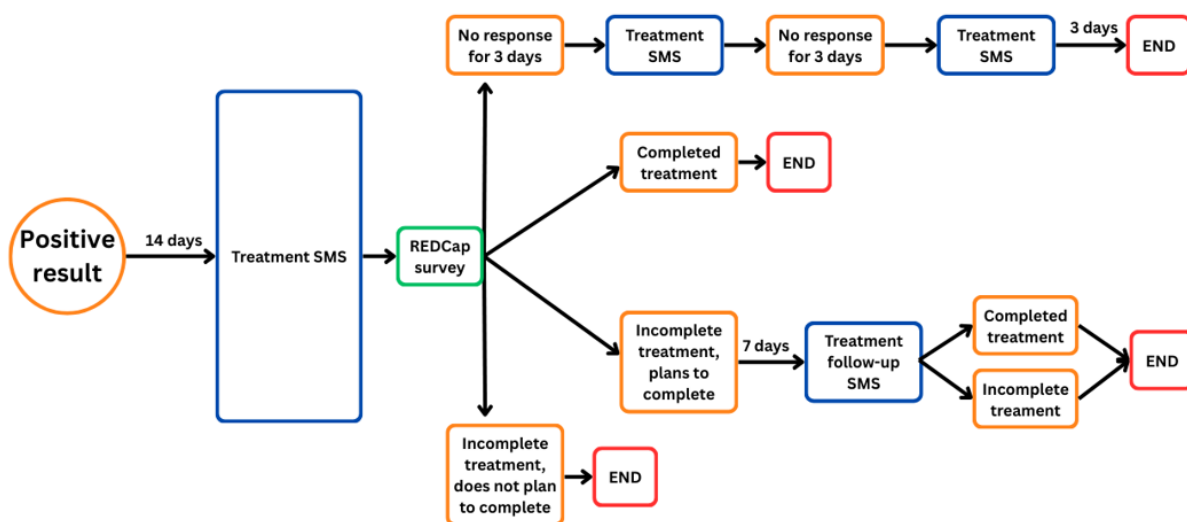 No response
for 3 days
Treatment
SMS
No response
for 3 days
Treatment
SMS
3 days
END
Completed
treatment
END
Positive
result
14 days
Treatment SMS
REDCap
survey
Incomplete
treatment,
plans to
complete
7 days
Treatment
follow-up
SMS
Completed
treatment
Incomplete
treament
END
Incomplete
treatment,
does not plan
to complete
END